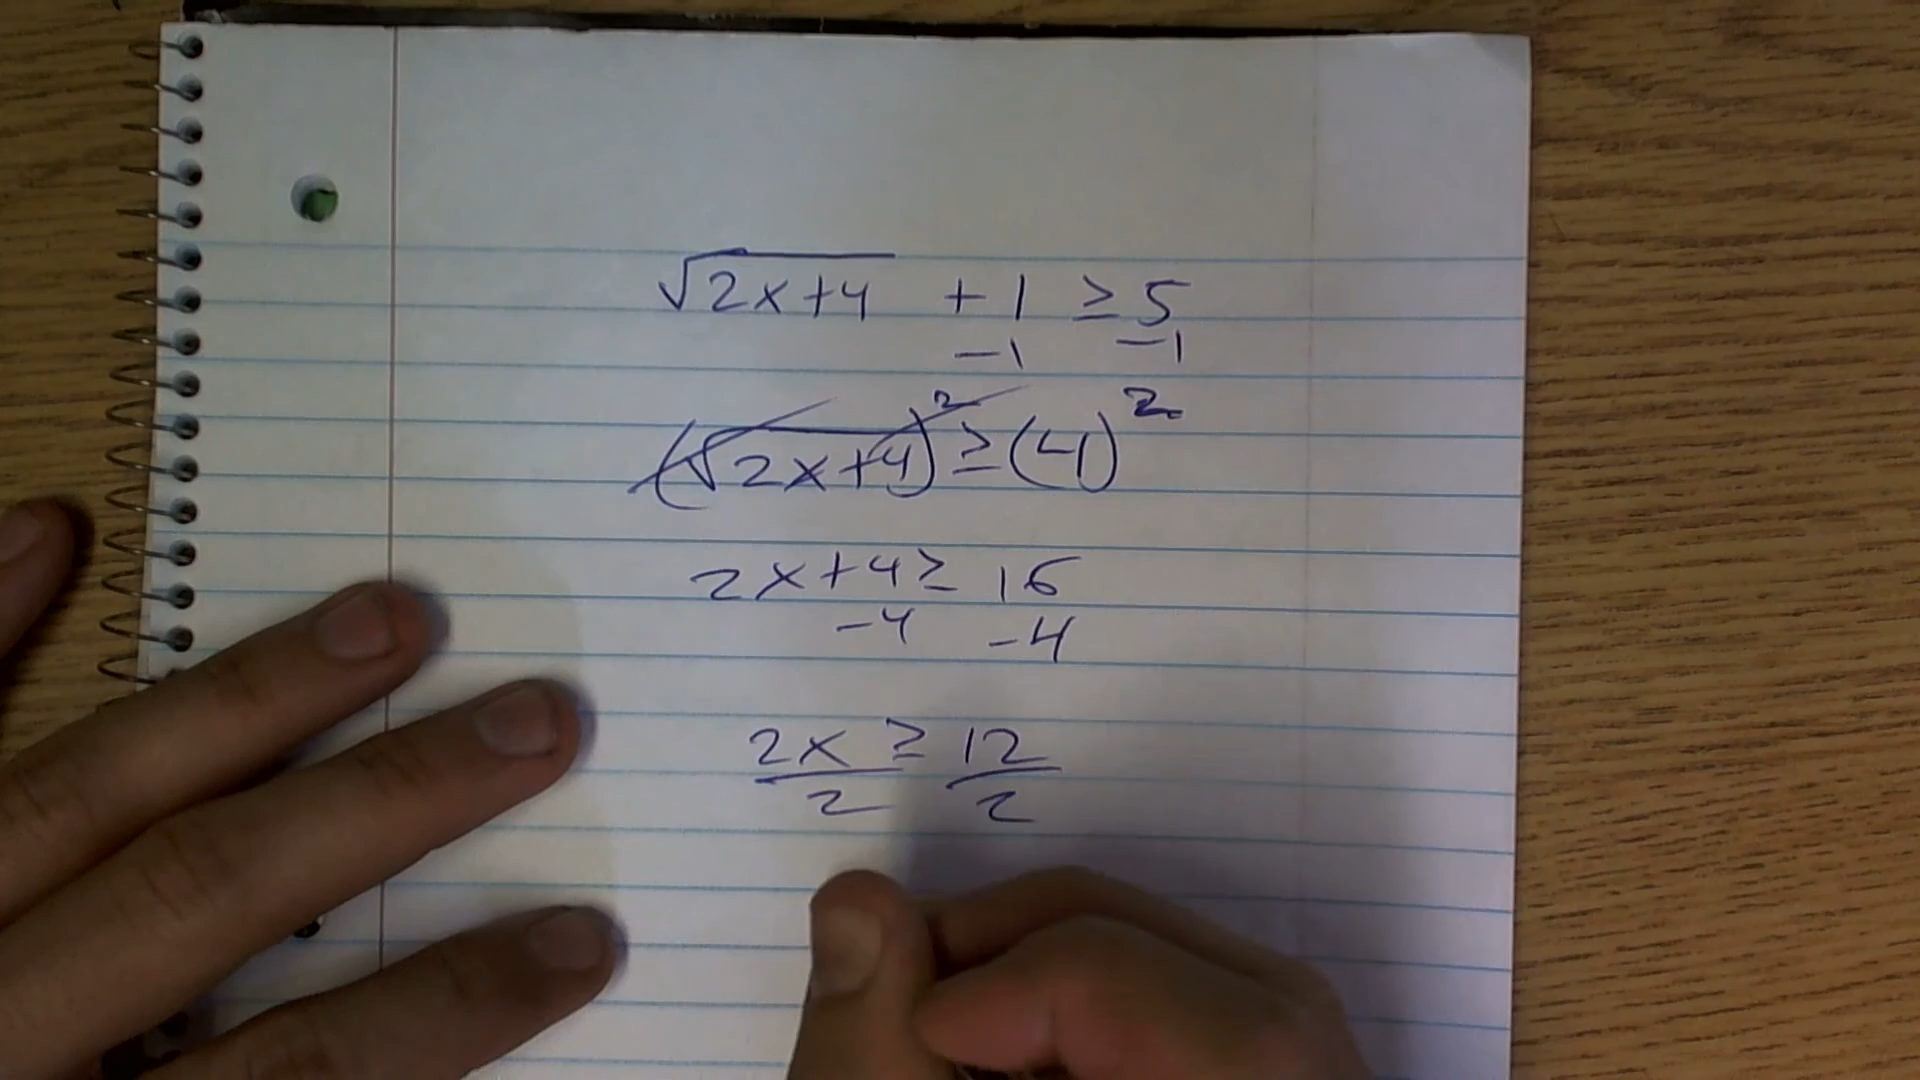 √2x+4 + 1 ≥ 5
-1 -1
(√2x+4)² ≥ (4)²
2x+4 ≥ 16
-4 -4
2x ≥ 12
2 2